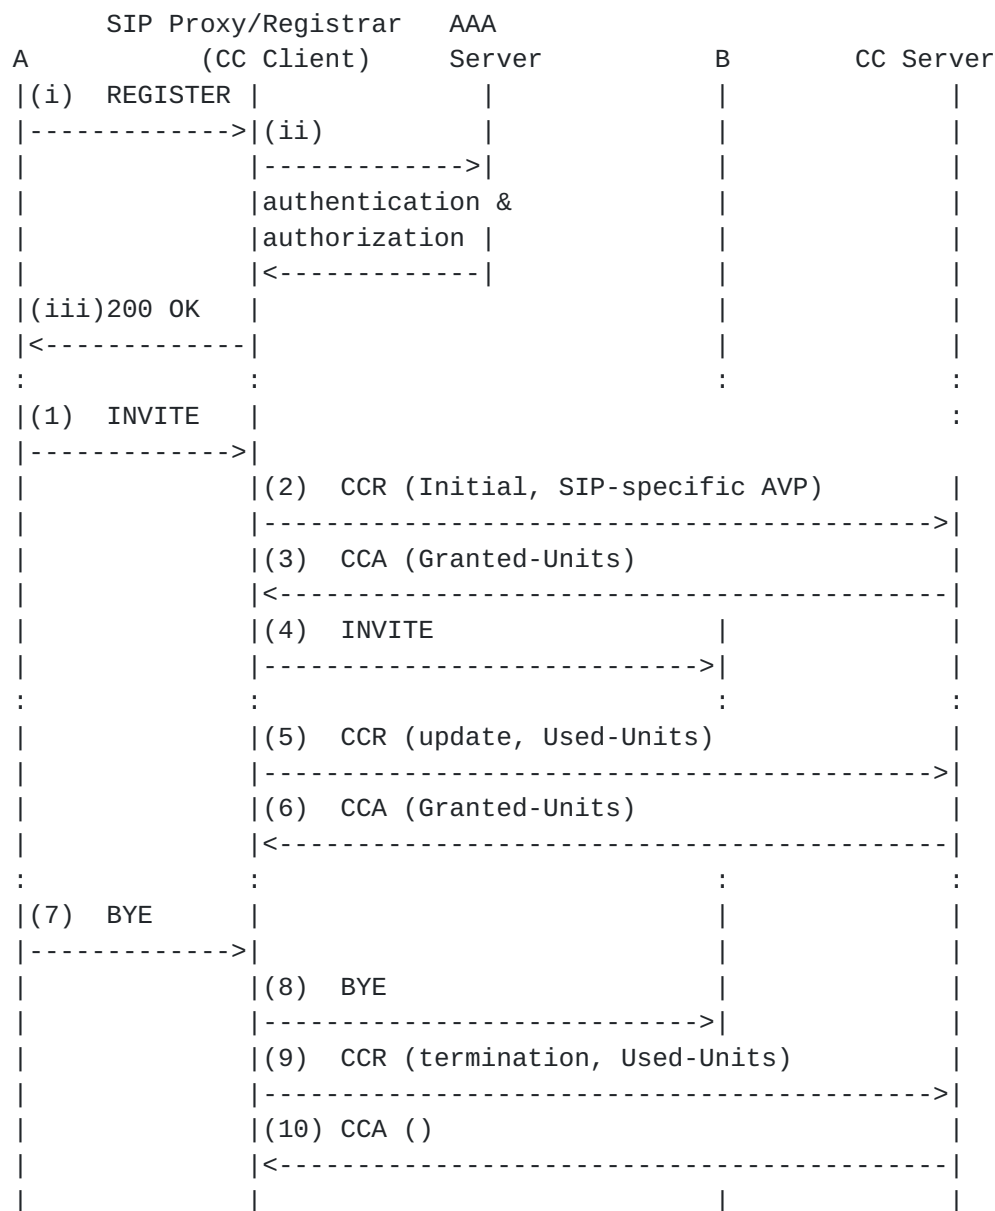 SIP Proxy/Registrar AAA
A (CC Client) Server B CC Server
(i) REGISTER
(ii)
authentication &
authorization
(iii)200 OK
(1) INVITE
(2) CCR (Initial, SIP-specific AVP)
(3) CCA (Granted-Units)
(4) INVITE
(5) CCR (update, Used-Units)
(6) CCA (Granted-Units)
(7) BYE
(8) BYE
(9) CCR (termination, Used-Units)
(10) CCA ()